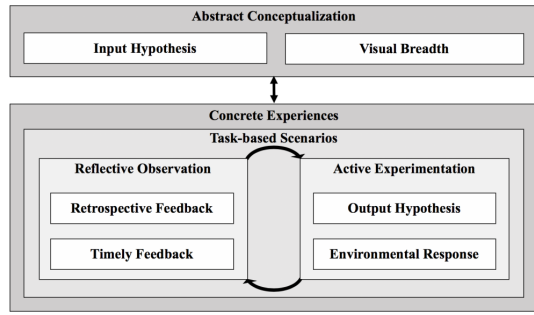 Abstract Conceptualization
Input Hypothesis
Visual Breadth
Concrete Experiences
Task-based Scenarios
Reflective Observation
Active Experimentation
Retrospective Feedback
Output Hypothesis
Timely Feedback
Environmental Response